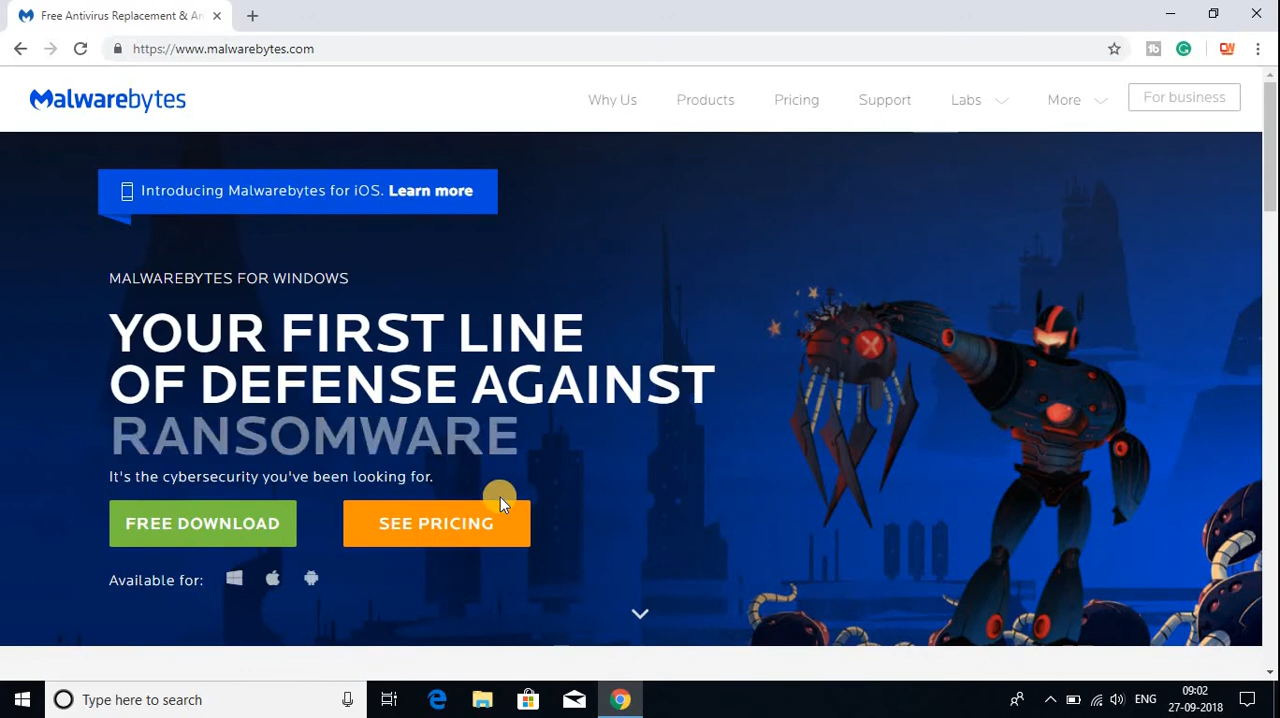 Free Antivirus Replacement & An
https://www.malwarebytes.com
Malwarebytes
Why Us
Products
Pricing
Support
Labs
More
For business
Introducing Malwarebytes for iOS. Learn more
MALWAREBYTES FOR WINDOWS
YOUR FIRST LINE
OF DEFENSE AGAINST
RANSOMWARE
It's the cybersecurity you've been looking for.
FREE DOWNLOAD
SEE PRICING
Available for:
Type here to search
ENG
09:02
27-09-2018